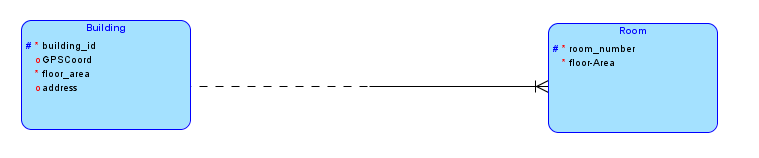 Building
# * building_id
o GPSCoord
* floor_area
o address
Room
# * room_number
* floor-Area